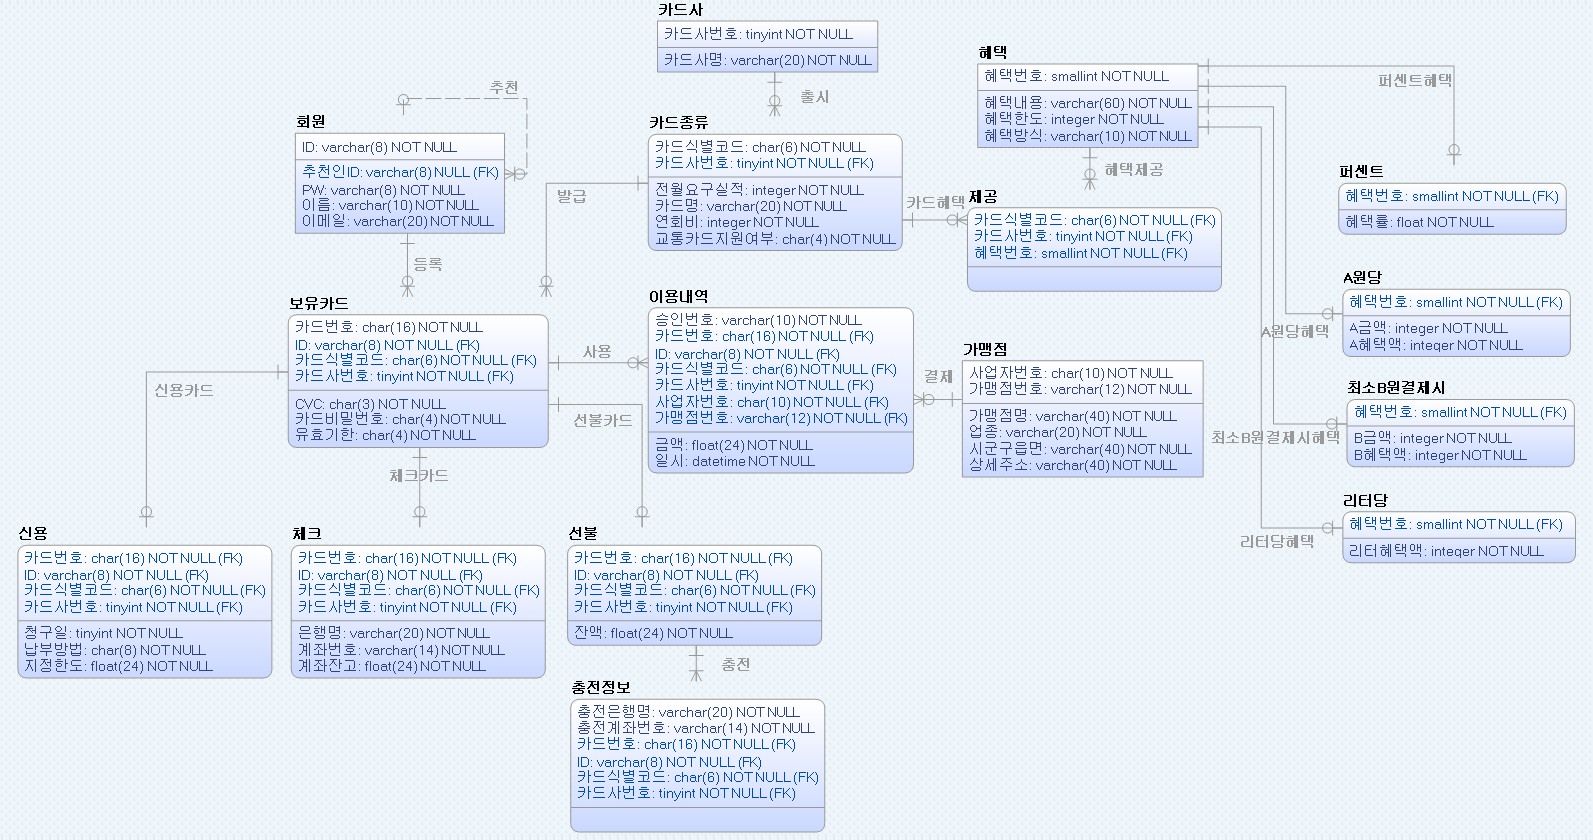 카드사
카드사번호: tinyint NOT NULL
카드사명: varchar(20) NOT NULL
출시
추천
회원
ID: varchar(8) NOT NULL
추천인ID: varchar(8) NULL (FK)
PW: varchar(8) NOT NULL
이름: varchar(10) NOT NULL
이메일: varchar(20) NOT NULL
등록
발급
카드종류
카드식별코드: char(6) NOT NULL
카드사번호: tinyint NOT NULL (FK)
전월요구실적: integer NOT NULL
카드명: varchar(20) NOT NULL
연회비: integer NOT NULL
교통카드지원여부: char(4) NOT NULL
카드혜택
혜택
혜택번호: smallint NOT NULL
혜택내용: varchar(60) NOT NULL
혜택한도: integer NOT NULL
혜택방식: varchar(10) NOT NULL
혜택제공
퍼센트혜택
제공
카드식별코드: char(6) NOT NULL (FK)
카드사번호: tinyint NOT NULL (FK)
혜택번호: smallint NOT NULL (FK)
퍼센트
혜택번호: smallint NOT NULL (FK)
혜택률: float NOT NULL
A원당
혜택번호: smallint NOT NULL (FK)
A금액: integer NOT NULL
A혜택액: integer NOT NULL
A원당혜택
보유카드
카드번호: char(16) NOT NULL
ID: varchar(8) NOT NULL (FK)
카드식별코드: char(6) NOT NULL (FK)
카드사번호: tinyint NOT NULL (FK)
CVC: char(3) NOT NULL
카드비밀번호: char(4) NOT NULL
유효기한: char(4) NOT NULL
사용
이용내역
승인번호: varchar(10) NOT NULL
카드번호: char(16) NOT NULL (FK)
ID: varchar(8) NOT NULL (FK)
카드식별코드: char(6) NOT NULL (FK)
카드사번호: tinyint NOT NULL (FK)
사업자번호: char(10) NOT NULL (FK)
가맹점번호: varchar(12) NOT NULL (FK)
금액: float(24) NOT NULL
일시: datetime NOT NULL
결제
가맹점
사업자번호: char(10) NOT NULL
가맹점번호: varchar(12) NOT NULL
가맹점명: varchar(40) NOT NULL
업종: varchar(20) NOT NULL
시군구읍면: varchar(40) NOT NULL
상세주소: varchar(40) NOT NULL
최소B원결제시
혜택번호: smallint NOT NULL (FK)
B금액: integer NOT NULL
B혜택액: integer NOT NULL
최소B원결제시혜택
리터당
혜택번호: smallint NOT NULL (FK)
리터혜택액: integer NOT NULL
리터당혜택
신용카드
체크카드
선불카드
신용
카드번호: char(16) NOT NULL (FK)
ID: varchar(8) NOT NULL (FK)
카드식별코드: char(6) NOT NULL (FK)
카드사번호: tinyint NOT NULL (FK)
청구일: tinyint NOT NULL
납부방법: char(8) NOT NULL
지정한도: float(24) NOT NULL
체크
카드번호: char(16) NOT NULL (FK)
ID: varchar(8) NOT NULL (FK)
카드식별코드: char(6) NOT NULL (FK)
카드사번호: tinyint NOT NULL (FK)
은행명: varchar(20) NOT NULL
계좌번호: varchar(14) NOT NULL
계좌잔고: float(24) NOT NULL
선불
카드번호: char(16) NOT NULL (FK)
ID: varchar(8) NOT NULL (FK)
카드식별코드: char(6) NOT NULL (FK)
카드사번호: tinyint NOT NULL (FK)
잔액: float(24) NOT NULL
충전
충전정보
충전은행명: varchar(20) NOT NULL
충전계좌번호: varchar(14) NOT NULL
카드번호: char(16) NOT NULL (FK)
ID: varchar(8) NOT NULL (FK)
카드식별코드: char(6) NOT NULL (FK)
카드사번호: tinyint NOT NULL (FK)